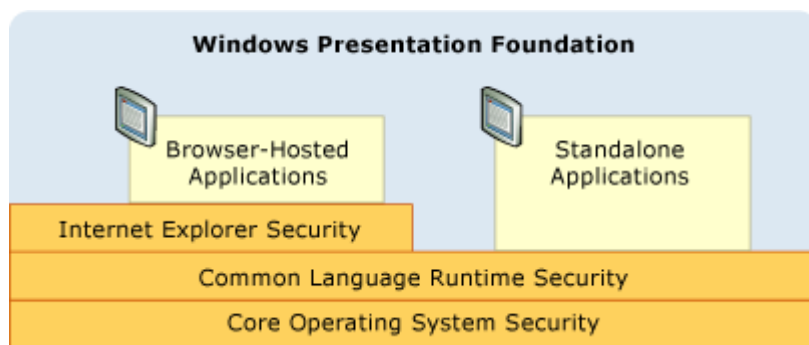 Windows Presentation Foundation
Browser-Hosted
Applications
Standalone
Applications
Internet Explorer Security
Common Language Runtime Security
Core Operating System Security